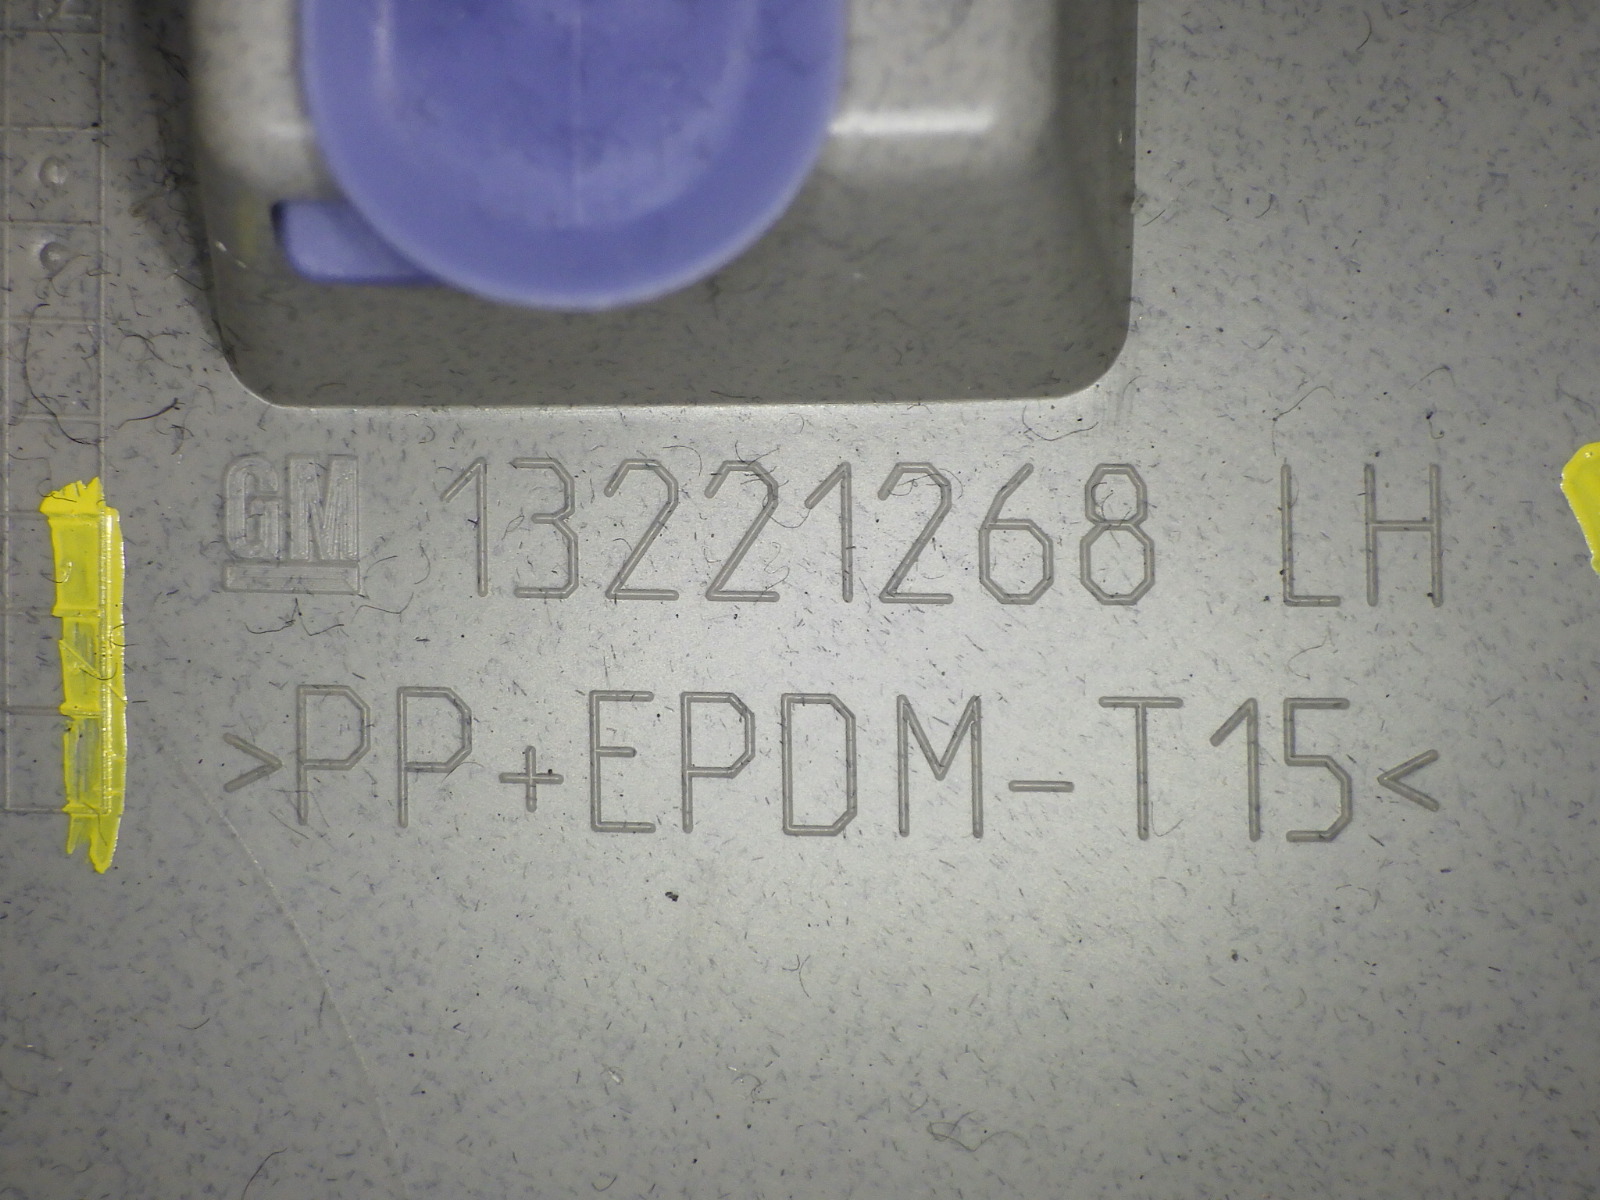 GM 13221268 LH
>PP+EPDM-T15<